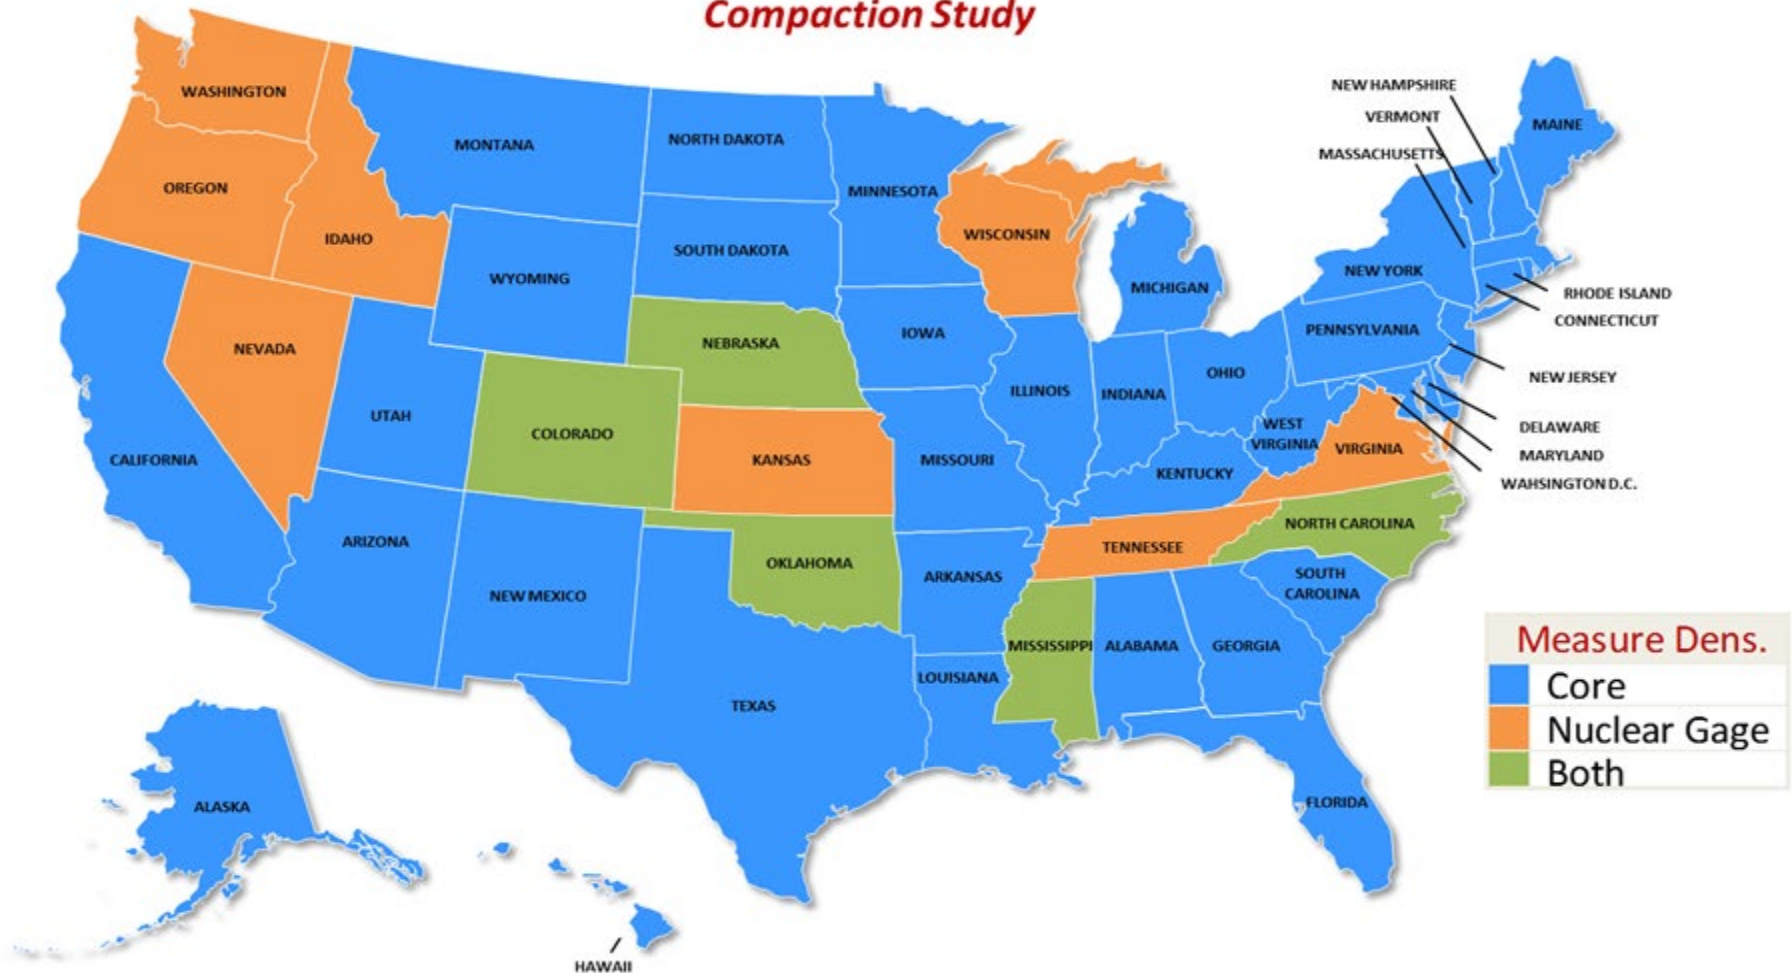 Compaction Study
WASHINGTON
OREGON
IDAHO
MONTANA
NORTH DAKOTA
MINNESOTA
SOUTH DAKOTA
WYOMING
NEVADA
UTAH
CALIFORNIA
COLORADO
NEBRASKA
KANSAS
IOWA
WISCONSIN
MICHIGAN
ILLINOIS
INDIANA
OHIO
MISSOURI
KENTUCKY
WEST
VIRGINIA
VIRGINIA
PENNSYLVANIA
NEW YORK
NEW HAMPSHIRE
VERMONT
MASSACHUSETTS
MAINE
RHODE ISLAND
CONNECTICUT
NEW JERSEY
DELAWARE
MARYLAND
WAHSINGTON D.C.
ARIZONA
NEW MEXICO
OKLAHOMA
TEXAS
ARKANSAS
LOUISIANA
TENNESSEE
NORTH CAROLINA
SOUTH
CAROLINA
MISSISSIPPI
ALABAMA
GEORGIA
FLORIDA
ALASKA
HAWAII
Measure Dens.
Core
Nuclear Gage
Both